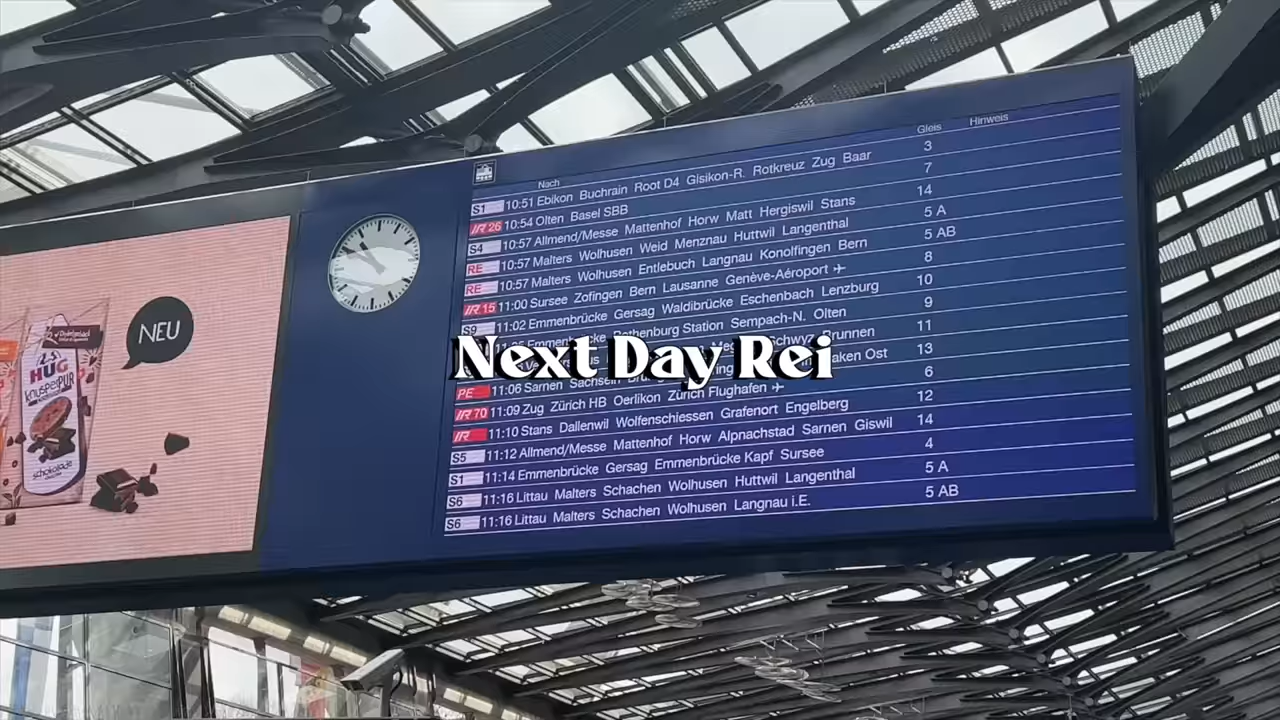 Nach Gleis Hinweis
S1 10:51 Ebikon Buchrain Root D4 Gisikon-R. Rotkreuz Zug Baar 3
IR 26 10:54 Olten Basel SBB 7
S4 10:57 Allmend/Messe Mattenhof Horw Matt Hergiswil Stans 14
RE 10:57 Malters Wolhusen Weid Menznau Huttwil Langenthal 5 A
RE 10:57 Malters Wolhusen Entlebuch Langnau Konolfingen Bern 5 AB
IR 15 11:00 Sursee Zofingen Bern Lausanne Genève-Aéroport 8
S9 11:02 Emmenbrücke Gersag Waldibrücke Eschenbach Lenzburg 10
Rothenburg Station Sempach-N. Olten 9
Schwyz Brunnen 11
Ost 13
PE 11:06 Sarnen Sachseln
IR 70 11:09 Zug Zürich HB Oerlikon Zürich Flughafen 6
IR 11:10 Stans Dallenwil Wolfenschiessen Grafenort Engelberg 12
S5 11:12 Allmend/Messe Mattenhof Horw Alpnachstad Sarnen Giswil 14
S1 11:14 Emmenbrücke Gersag Emmenbrücke Kapf Sursee 4
S6 11:16 Littau Malters Schachen Wolhusen Huttwil Langenthal 5 A
S6 11:16 Littau Malters Schachen Wolhusen Langnau i.E. 5 AB
Next Day Rei
NEU
HUG
KnusperPUR
schokolade